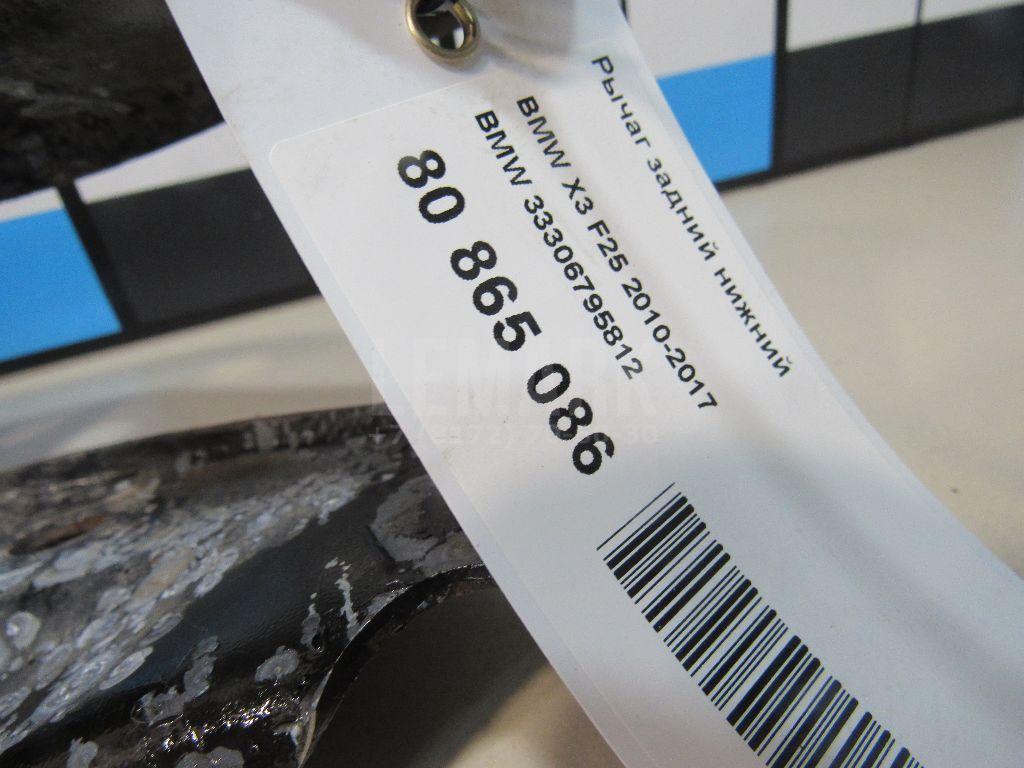 Рычаг задний нижний
BMW X3 F25 2010-2017
BMW 33306795812
80 865 086